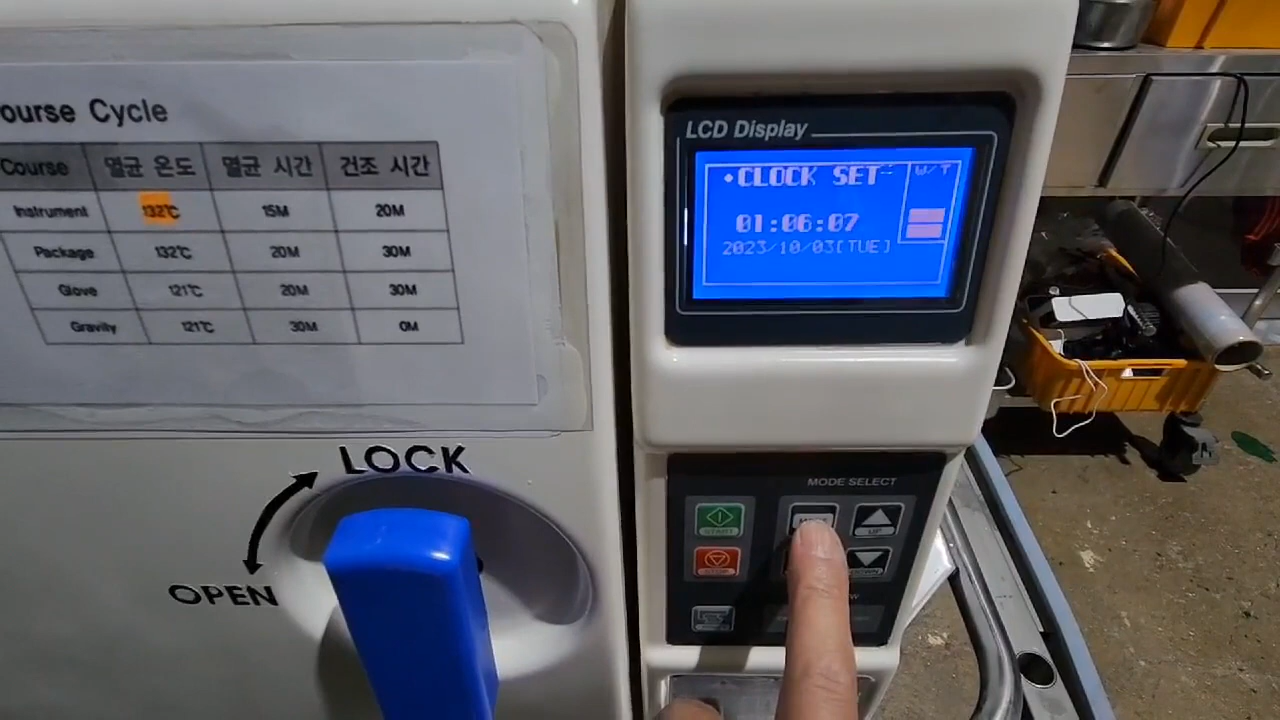 ourse Cycle
Course 멸균 온도 멸균 시간 건조 시간
Instrument 132℃ 15M 20M
Package 132℃ 20M 30M
Glove 121℃ 20M 30M
Gravity 121℃ 30M 0M
LOCK
OPEN
LCD Display
CLOCK SET
W/T
01:06:07
2023/10/03[TUE]
MODE SELECT
START
UP